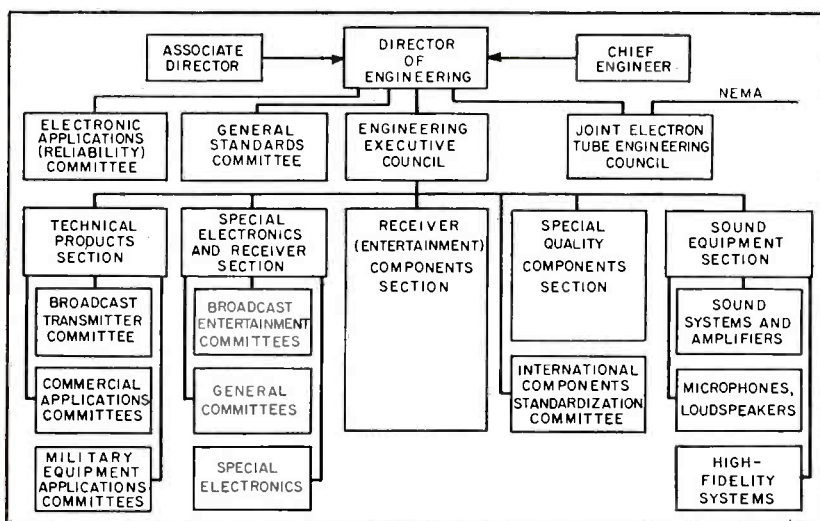 ASSOCIATE
DIRECTOR
DIRECTOR
OF
ENGINEERING
CHIEF
ENGINEER
NEMA
ELECTRONIC
APPLICATIONS
(RELIABILITY)
COMMITTEE
GENERAL
STANDARDS
COMMITTEE
ENGINEERING
EXECUTIVE
COUNCIL
JOINT ELECTRON
TUBE ENGINEERING
COUNCIL
TECHNICAL
PRODUCTS
SECTION
SPECIAL
ELECTRONICS
AND RECEIVER
SECTION
RECEIVER
(ENTERTAINMENT)
COMPONENTS
SECTION
SPECIAL
QUALITY
COMPONENTS
SECTION
SOUND
EQUIPMENT
SECTION
BROADCAST
TRANSMITTER
COMMITTEE
BROADCAST
ENTERTAINMENT
COMMITTEES
SOUND
SYSTEMS AND
AMPLIFIERS
COMMERCIAL
APPLICATIONS
COMMITTEES
GENERAL
COMMITTEES
INTERNATIONAL
COMPONENTS
STANDARDIZATION
COMMITTEE
MICROPHONES,
LOUDSPEAKERS
MILITARY
EQUIPMENT
APPLICATIONS
COMMITTEES
SPECIAL
ELECTRONICS
HIGH-
FIDELITY
SYSTEMS